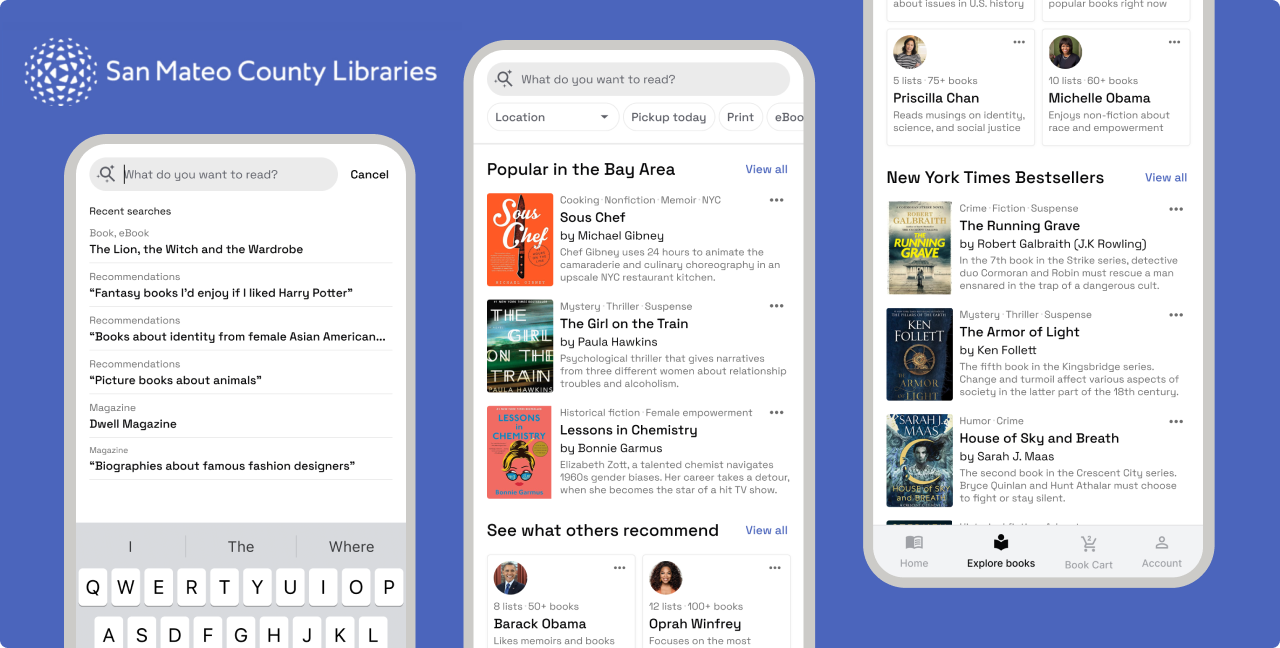 San Mateo County Libraries
What do you want to read?
Cancel
Recent searches
Book, eBook
The Lion, the Witch and the Wardrobe
Recommendations
“Fantasy books I’d enjoy if I liked Harry Potter”
Recommendations
“Books about identity from female Asian American...
Recommendations
“Picture books about animals”
Magazine
Dwell Magazine
Magazine
“Biographies about famous fashion designers”
I The Where
Q W E R T Y U I O P
A S D F G H J K L
What do you want to read?
Location Pickup today Print eBoo
Popular in the Bay Area View all
Sous
Chef
MICHAEL GIBNEY
Cooking · Nonfiction · Memoir · NYC
Sous Chef
by Michael Gibney
Chef Gibney uses 24 hours to animate the
camaraderie and culinary choreography in an
upscale NYC restaurant kitchen.
THE
GIRL
ON THE
TRAIN
PAULA HAWKINS
Mystery · Thriller · Suspense
The Girl on the Train
by Paula Hawkins
Psychological thriller that gives narratives
from three different women about relationship
troubles and alcoholism.
LESSONS
in
CHEMISTRY
Bonnie Garmus
Historical fiction · Female empowerment
Lessons in Chemistry
by Bonnie Garmus
Elizabeth Zott, a talented chemist navigates
1960s gender biases. Her career takes a detour,
when she becomes the star of a hit TV show.
See what others recommend View all
8 lists · 50+ books
Barack Obama
Likes memoirs and books
12 lists · 100+ books
Oprah Winfrey
Focuses on the most
about issues in U.S. history
popular books right now
5 lists · 75+ books
Priscilla Chan
Reads musings on identity,
science, and social justice
10 lists · 60+ books
Michelle Obama
Enjoys non-fiction about
race and empowerment
New York Times Bestsellers View all
ROBERT
GALBRAITH
THE
RUNNING
GRAVE
Crime · Fiction · Suspense
The Running Grave
by Robert Galbraith (J.K Rowling)
In the 7th book in the Strike series, detective
duo Cormoran and Robin must rescue a man
ensnared in the trap of a dangerous cult.
KEN
FOLLETT
THE
ARMOR
OF LIGHT
Mystery · Thriller · Suspense
The Armor of Light
by Ken Follett
The fifth book in the Kingsbridge series.
Change and turmoil affect various aspects of
society in the latter part of the 18th century.
SARAH J.
MAAS
HOUSE OF SKY
AND BREATH
Humor · Crime
House of Sky and Breath
by Sarah J. Maas
The second book in the Crescent City series.
Bryce Quinlan and Hunt Athalar must choose
to fight or stay silent.
2
Home Explore books Book Cart Account